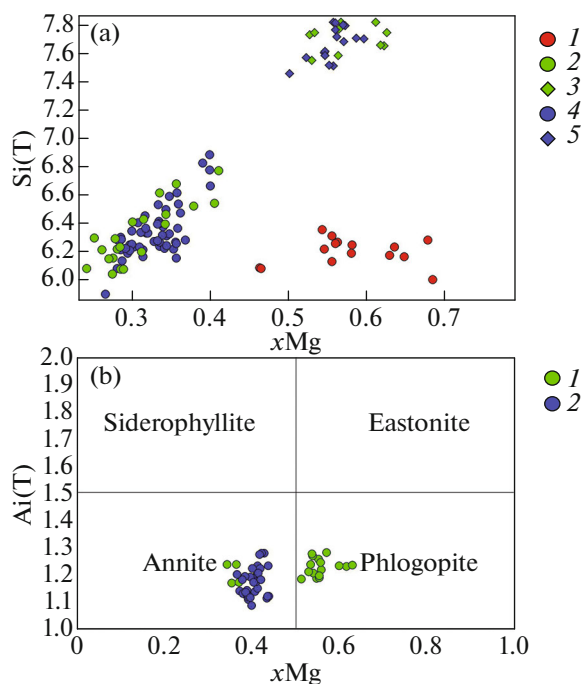 (a)
Si(T)
7.8
7.6
7.4
7.2
7.0
6.8
6.6
6.4
6.2
6.0
0.3 0.4 0.5 0.6 0.7
xMg
1
2
3
4
5
(b)
Ai(T)
2.0
1.9
1.8
1.7
1.6
1.5
1.4
1.3
1.2
1.1
1.0
Siderophyllite Eastonite
Annite Phlogopite
0 0.2 0.4 0.6 0.8 1.0
xMg
1
2